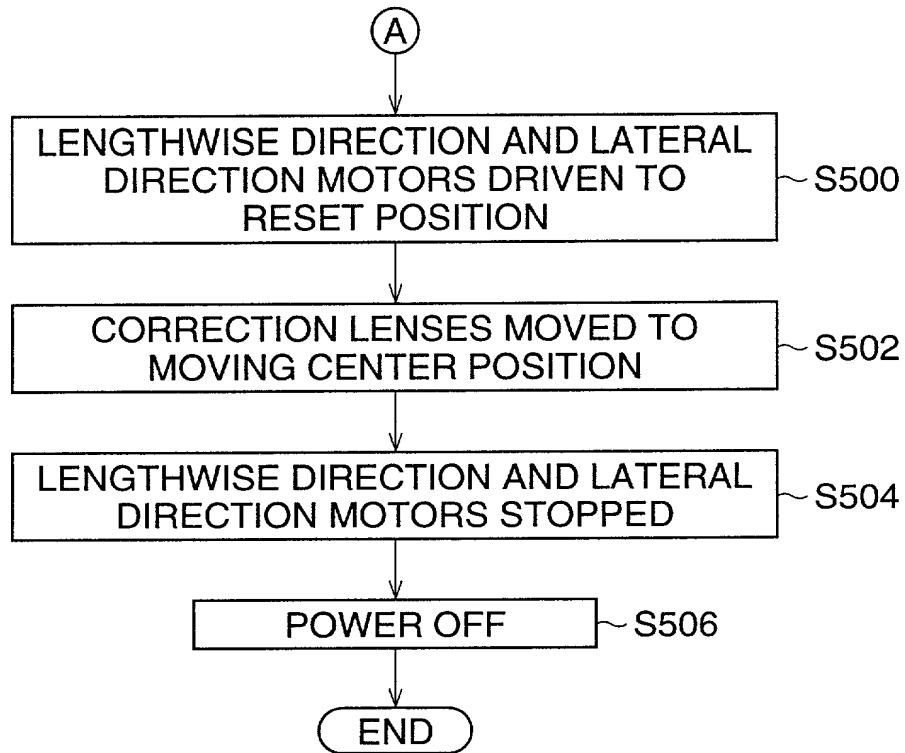 A
LENGTHWISE DIRECTION AND LATERAL
DIRECTION MOTORS DRIVEN TO
RESET POSITION
S500
CORRECTION LENSES MOVED TO
MOVING CENTER POSITION
S502
LENGTHWISE DIRECTION AND LATERAL
DIRECTION MOTORS STOPPED
S504
POWER OFF
S506
END